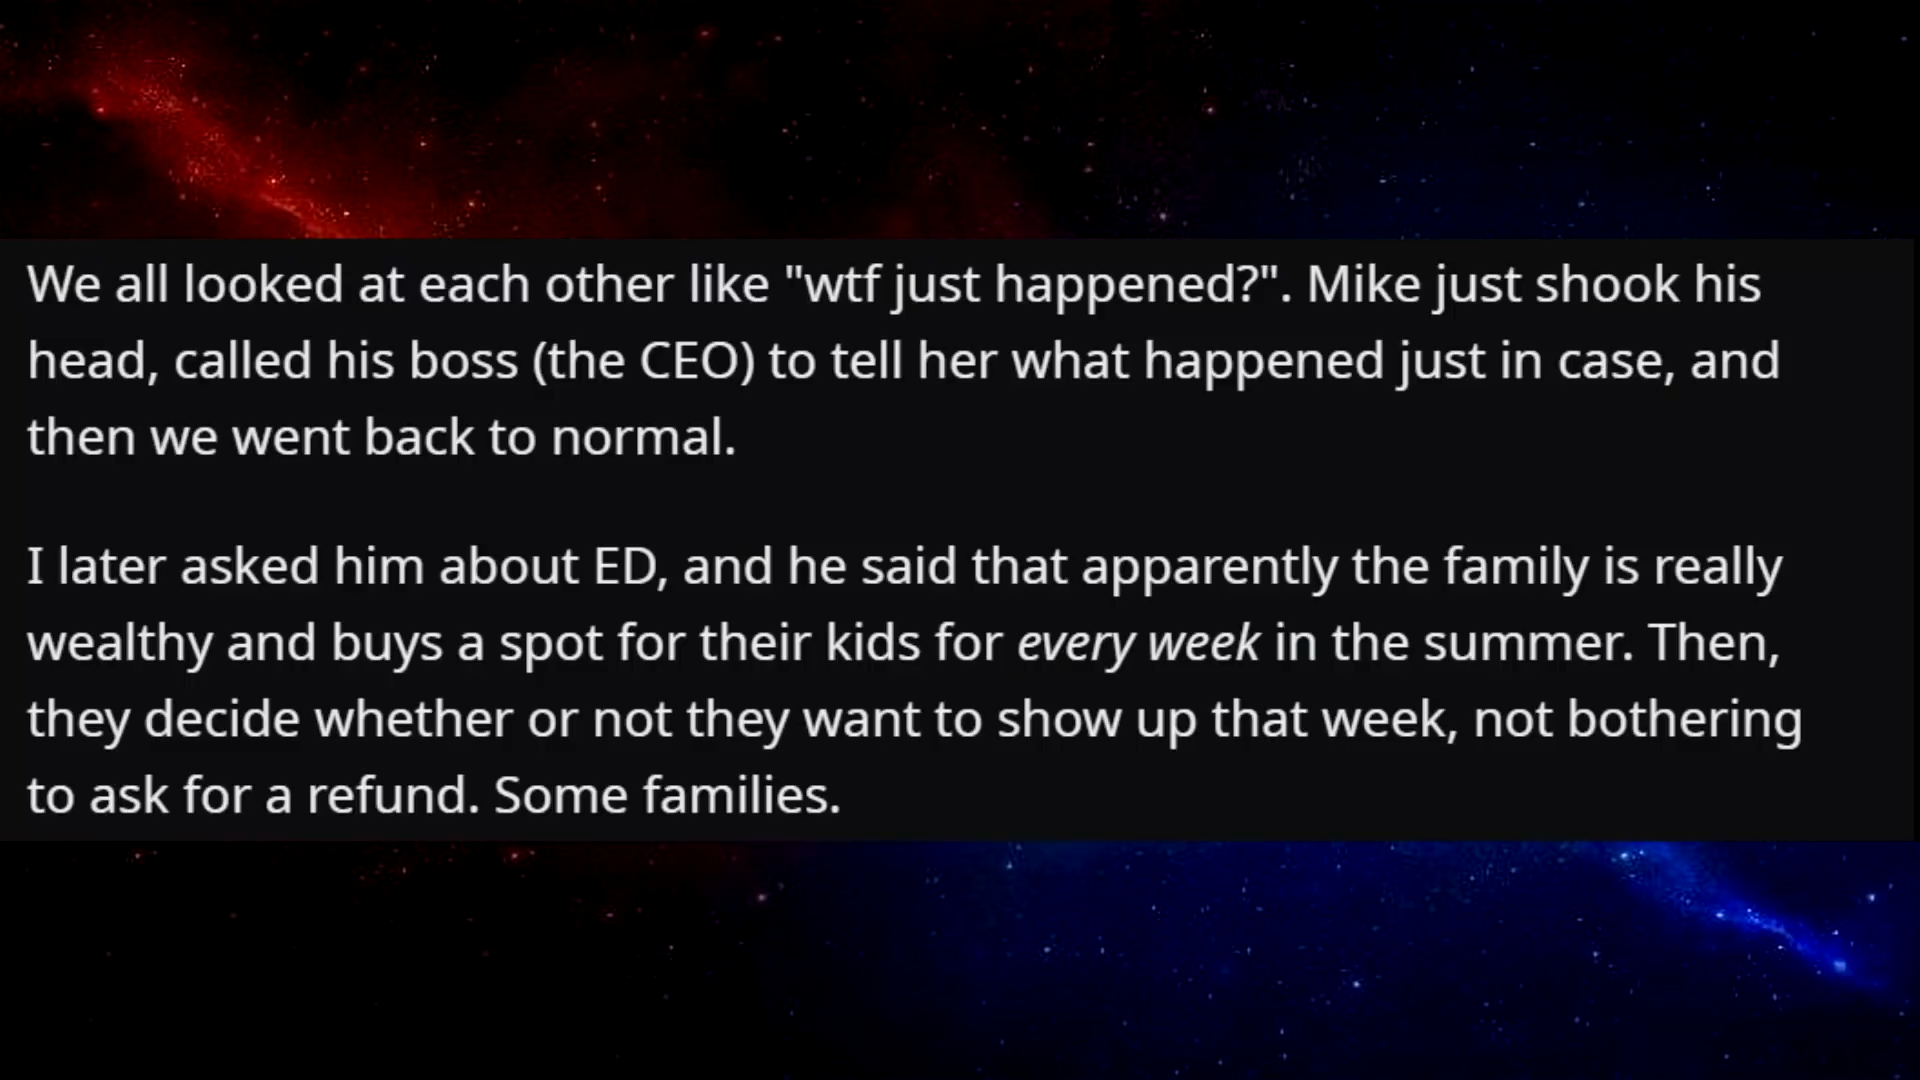 We all looked at each other like "wtf just happened?". Mike just shook his
head, called his boss (the CEO) to tell her what happened just in case, and
then we went back to normal.
I later asked him about ED, and he said that apparently the family is really
wealthy and buys a spot for their kids for every week in the summer. Then,
they decide whether or not they want to show up that week, not bothering
to ask for a refund. Some families.